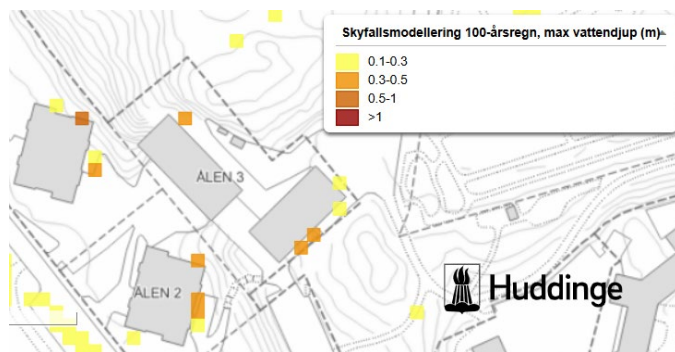 Skyfallsmodellering 100-årsregn, max vattendjup (m)
0.1-0.3
0.3-0.5
0.5-1
>1
ÅLEN 3
ÅLEN 2
Huddinge